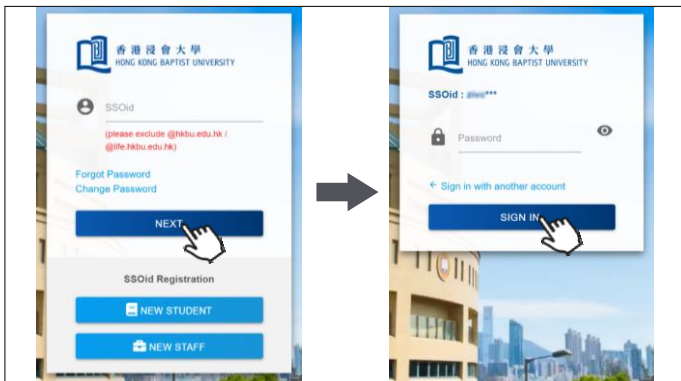 香港浸會大學
HONG KONG BAPTIST UNIVERSITY
SSOid
(please exclude @hkbu.edu.hk /
@life.hkbu.edu.hk)
Forgot Password
Change Password
NEXT
SSOid Registration
NEW STUDENT
NEW STAFF
香港浸會大學
HONG KONG BAPTIST UNIVERSITY
SSOid : ***
Password
← Sign in with another account
SIGN IN